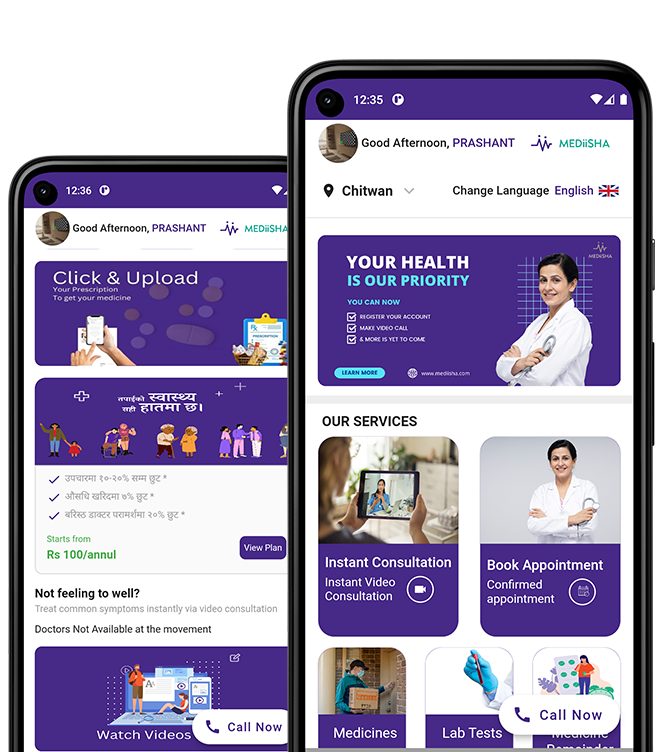 12:36
Good Afternoon, PRASHANT
MEDiiSHA
Click & Upload
Your Prescription
To get your medicine
Rx
PRESCRIPTION
तपाईको स्वास्थ्य
सही हातमा छ।
उपचारमा १०-२०% सम्म छुट *
औसधि खरिदमा ७% छुट *
बरिस्ठ डाक्टर परामर्शमा २०% छुट *
Starts from
Rs 100/annul
View Plan
Not feeling to well?
Treat common symptoms instantly via video consultation
Doctors Not Available at the movement
Watch Videos
Call Now
12:35
Good Afternoon, PRASHANT
MEDiiSHA
Chitwan
Change Language English
MEDiiSHA
YOUR HEALTH
IS OUR PRIORITY
YOU CAN NOW
REGISTER YOUR ACCOUNT
MAKE VIDEO CALL
& MORE IS YET TO COME
LEARN MORE
www.mediisha.com
OUR SERVICES
Instant Consultation
Instant Video
Consultation
Book Appointment
Confirmed
appointment
Medicines
Lab Tests
Medicine
Call Now